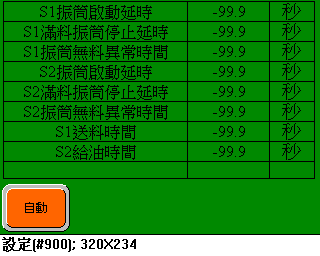 S1振筒啟動延時 -99.9 秒
S1滿料振筒停止延時 -99.9 秒
S1振筒無料異常時間 -99.9 秒
S2振筒啟動延時 -99.9 秒
S2滿料振筒停止延時 -99.9 秒
S2振筒無料異常時間 -99.9 秒
S1送料時間 -99.9 秒
S2給油時間 -99.9 秒
自動
設定(#900); 320X234